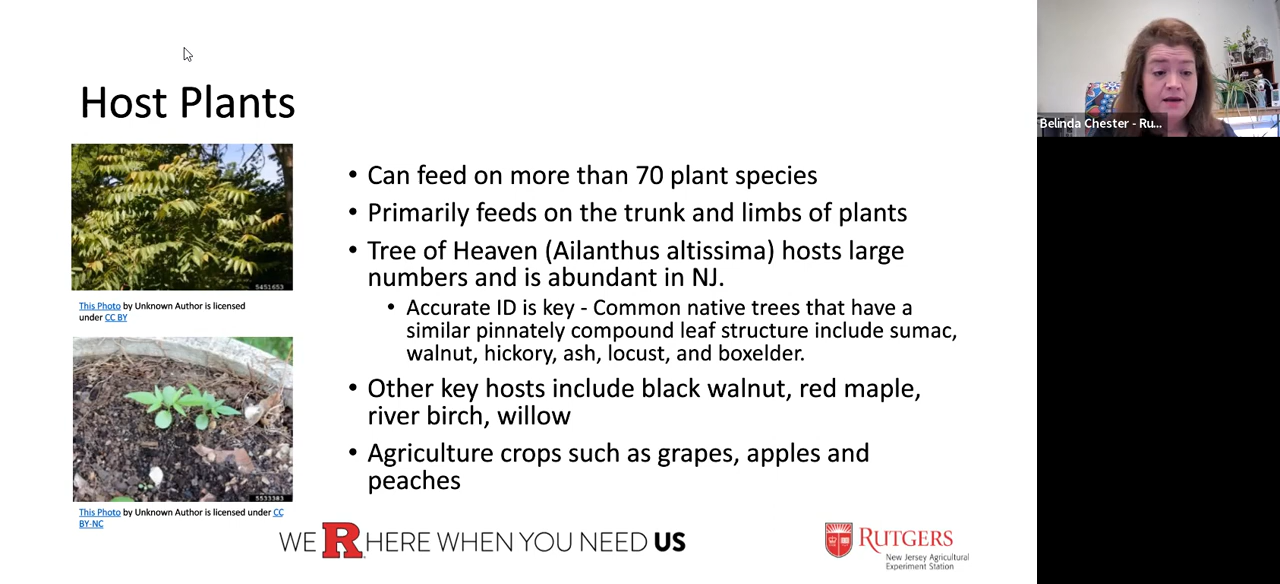 Host Plants
5451653
This Photo by Unknown Author is licensed
under CC BY
5533383
This Photo by Unknown Author is licensed under CC
BY-NC
• Can feed on more than 70 plant species
• Primarily feeds on the trunk and limbs of plants
• Tree of Heaven (Ailanthus altissima) hosts large
numbers and is abundant in NJ.
• Accurate ID is key - Common native trees that have a
similar pinnately compound leaf structure include sumac,
walnut, hickory, ash, locust, and boxelder.
• Other key hosts include black walnut, red maple,
river birch, willow
• Agriculture crops such as grapes, apples and
peaches
WE R HERE WHEN YOU NEED US
RUTGERS
New Jersey Agricultural
Experiment Station
Belinda Chester - Ru...